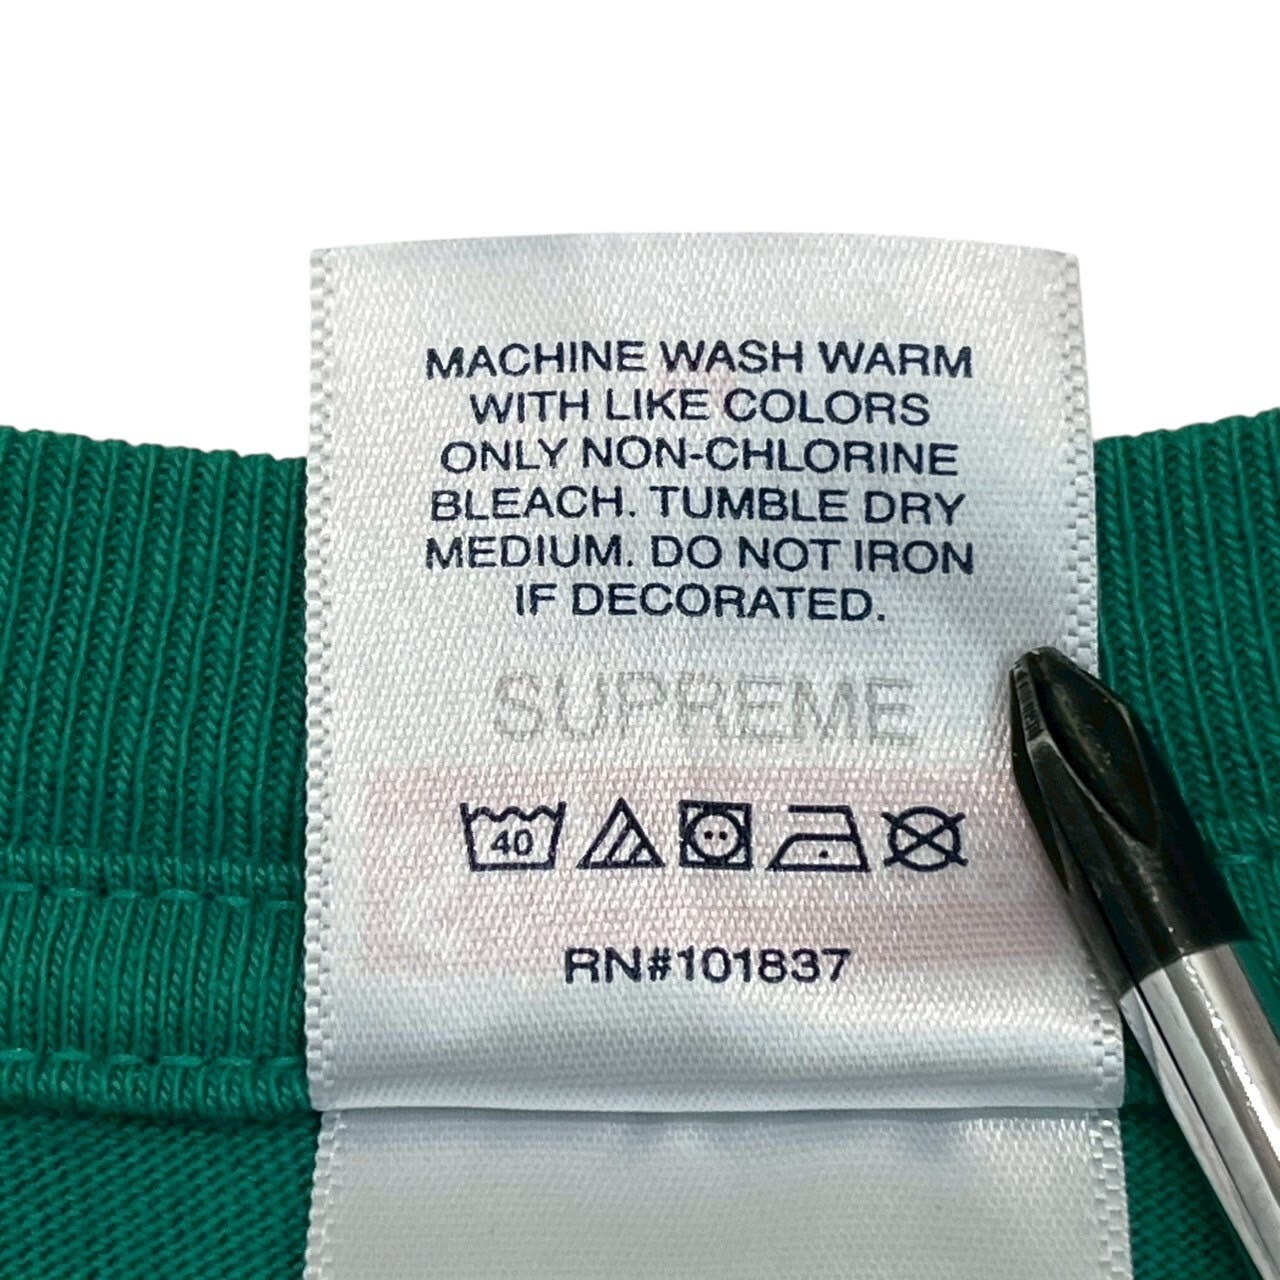 MACHINE WASH WARM
WITH LIKE COLORS
ONLY NON-CHLORINE
BLEACH. TUMBLE DRY
MEDIUM. DO NOT IRON
IF DECORATED.
SUPREME
40
RN#101837